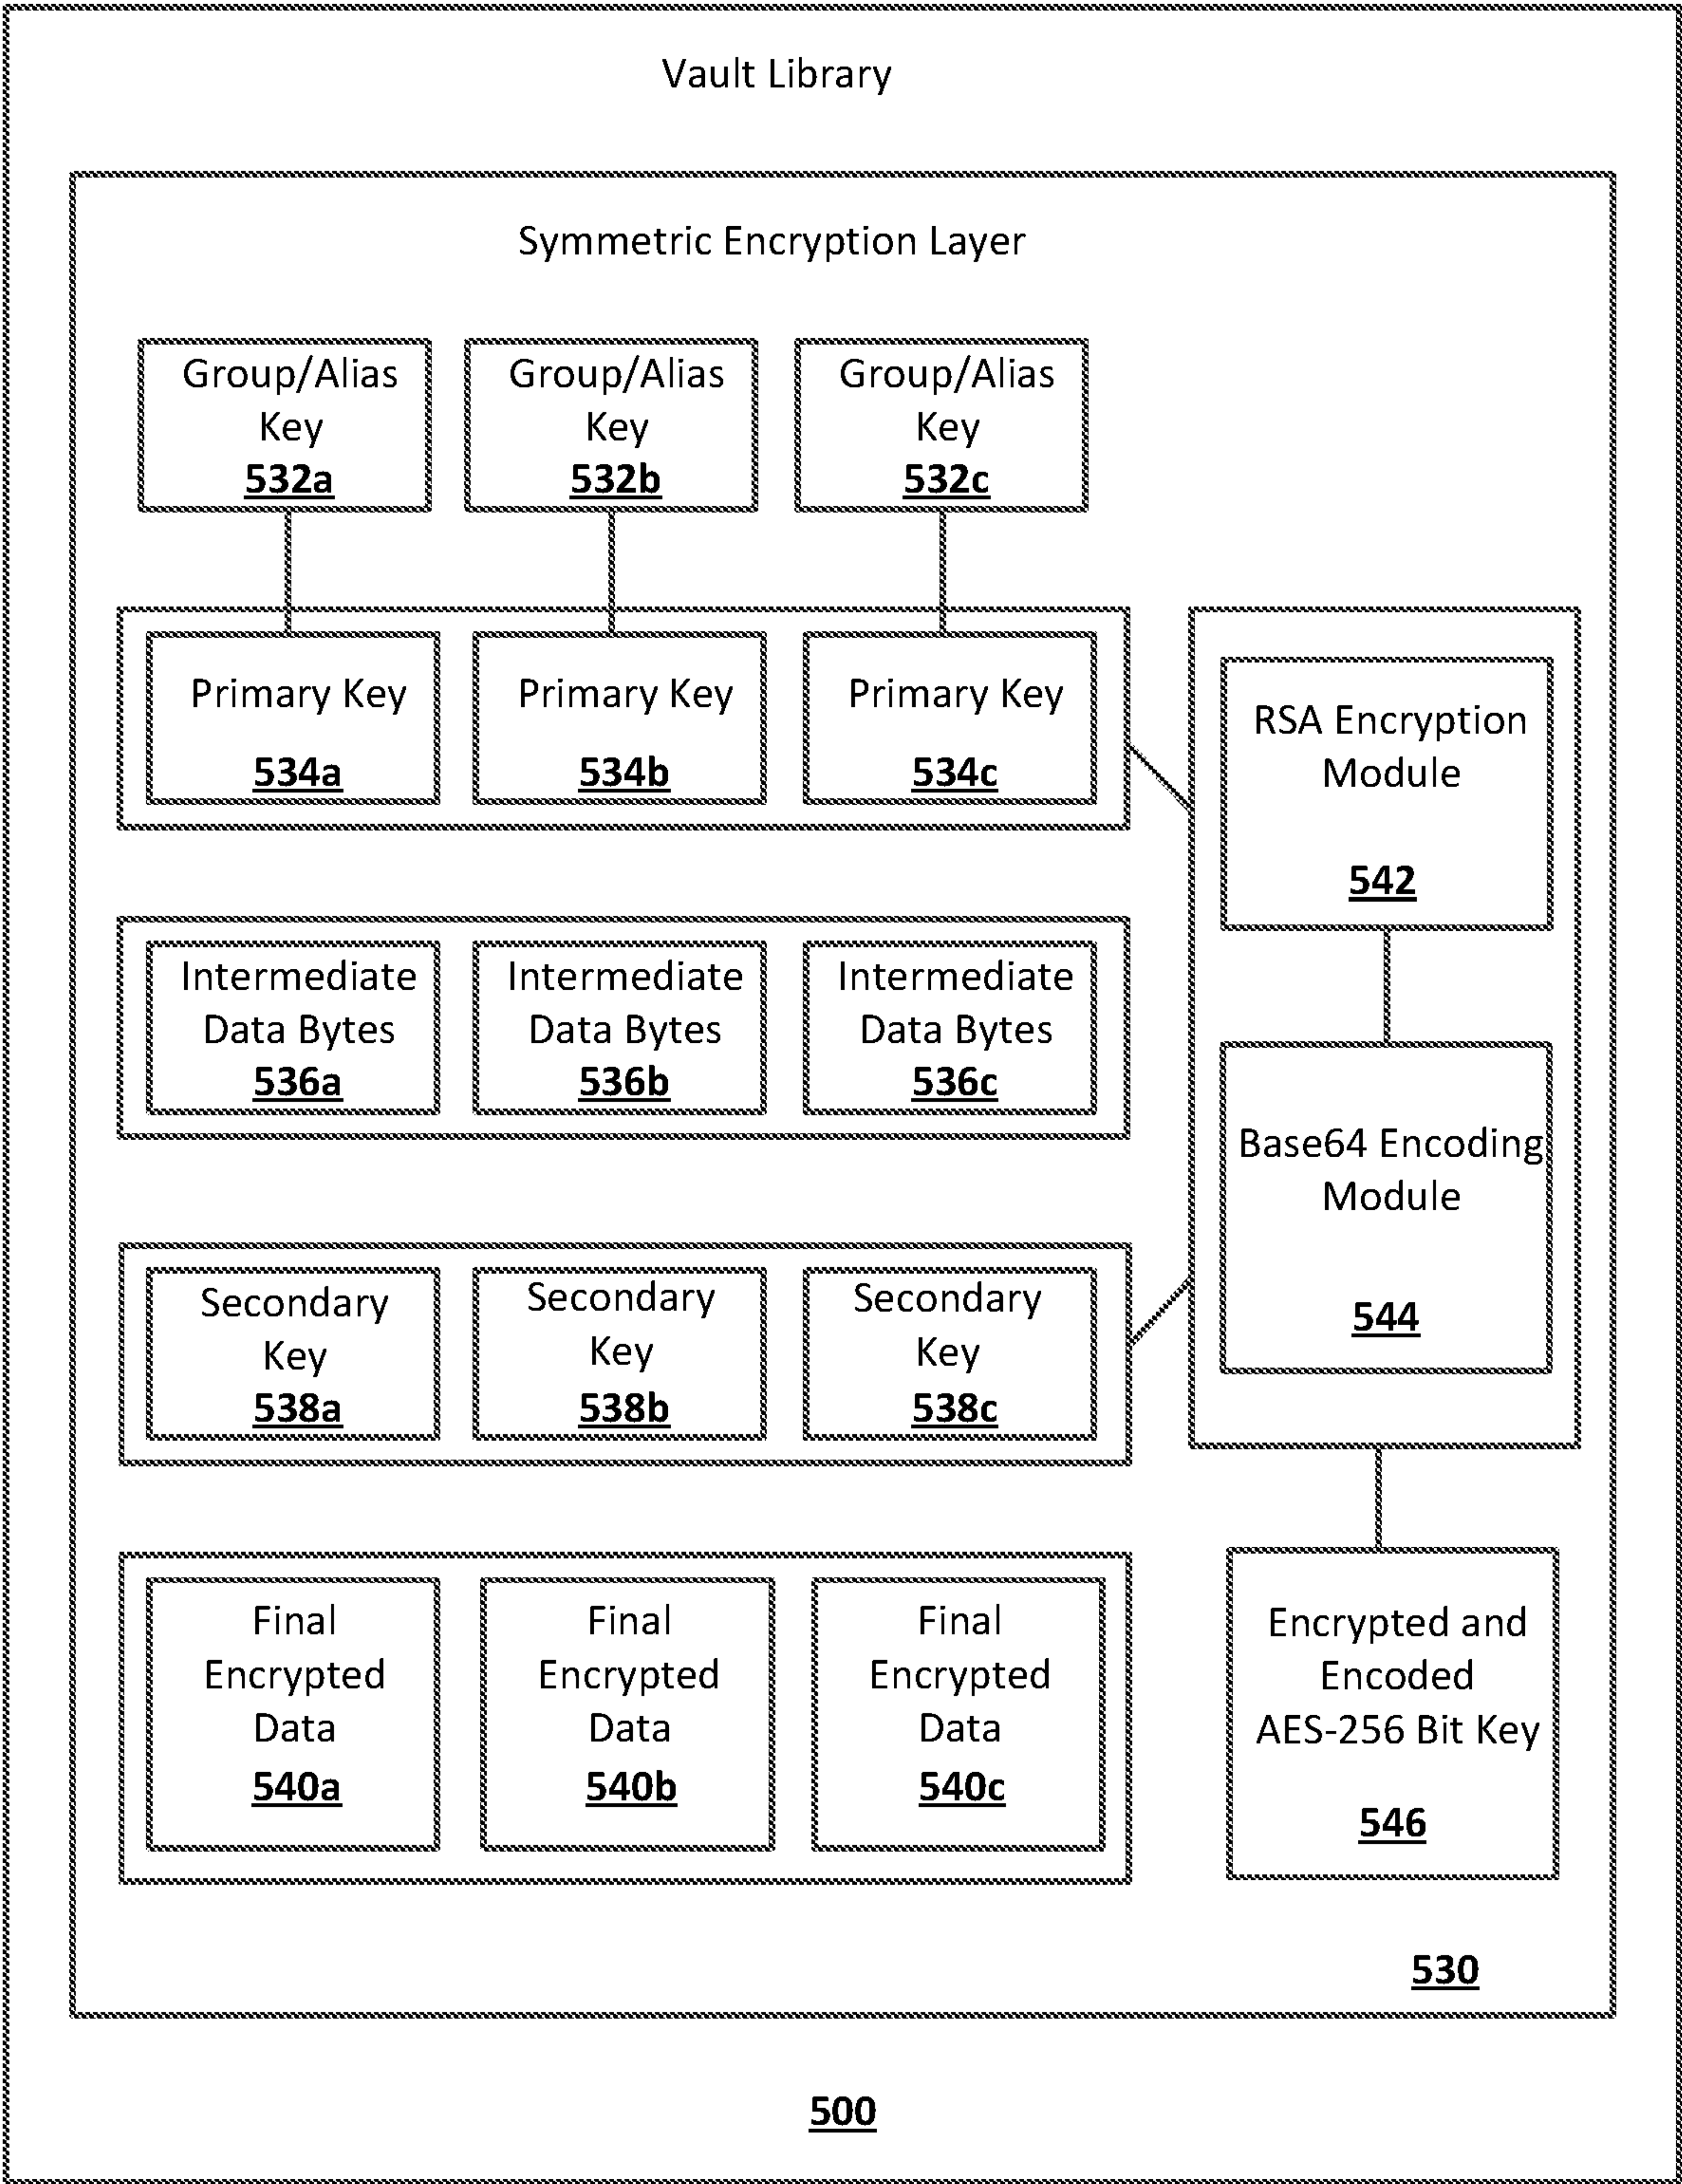 Vault Library
Symmetric Encryption Layer
Group/Alias
Key
532a
Group/Alias
Key
532b
Group/Alias
Key
532c
Primary Key
534a
Primary Key
534b
Primary Key
534c
RSA Encryption
Module
542
Intermediate
Data Bytes
536a
Intermediate
Data Bytes
536b
Intermediate
Data Bytes
536c
Base64 Encoding
Module
544
Secondary
Key
538a
Secondary
Key
538b
Secondary
Key
538c
Final
Encrypted
Data
540a
Final
Encrypted
Data
540b
Final
Encrypted
Data
540c
Encrypted and
Encoded
AES-256 Bit Key
546
530
500